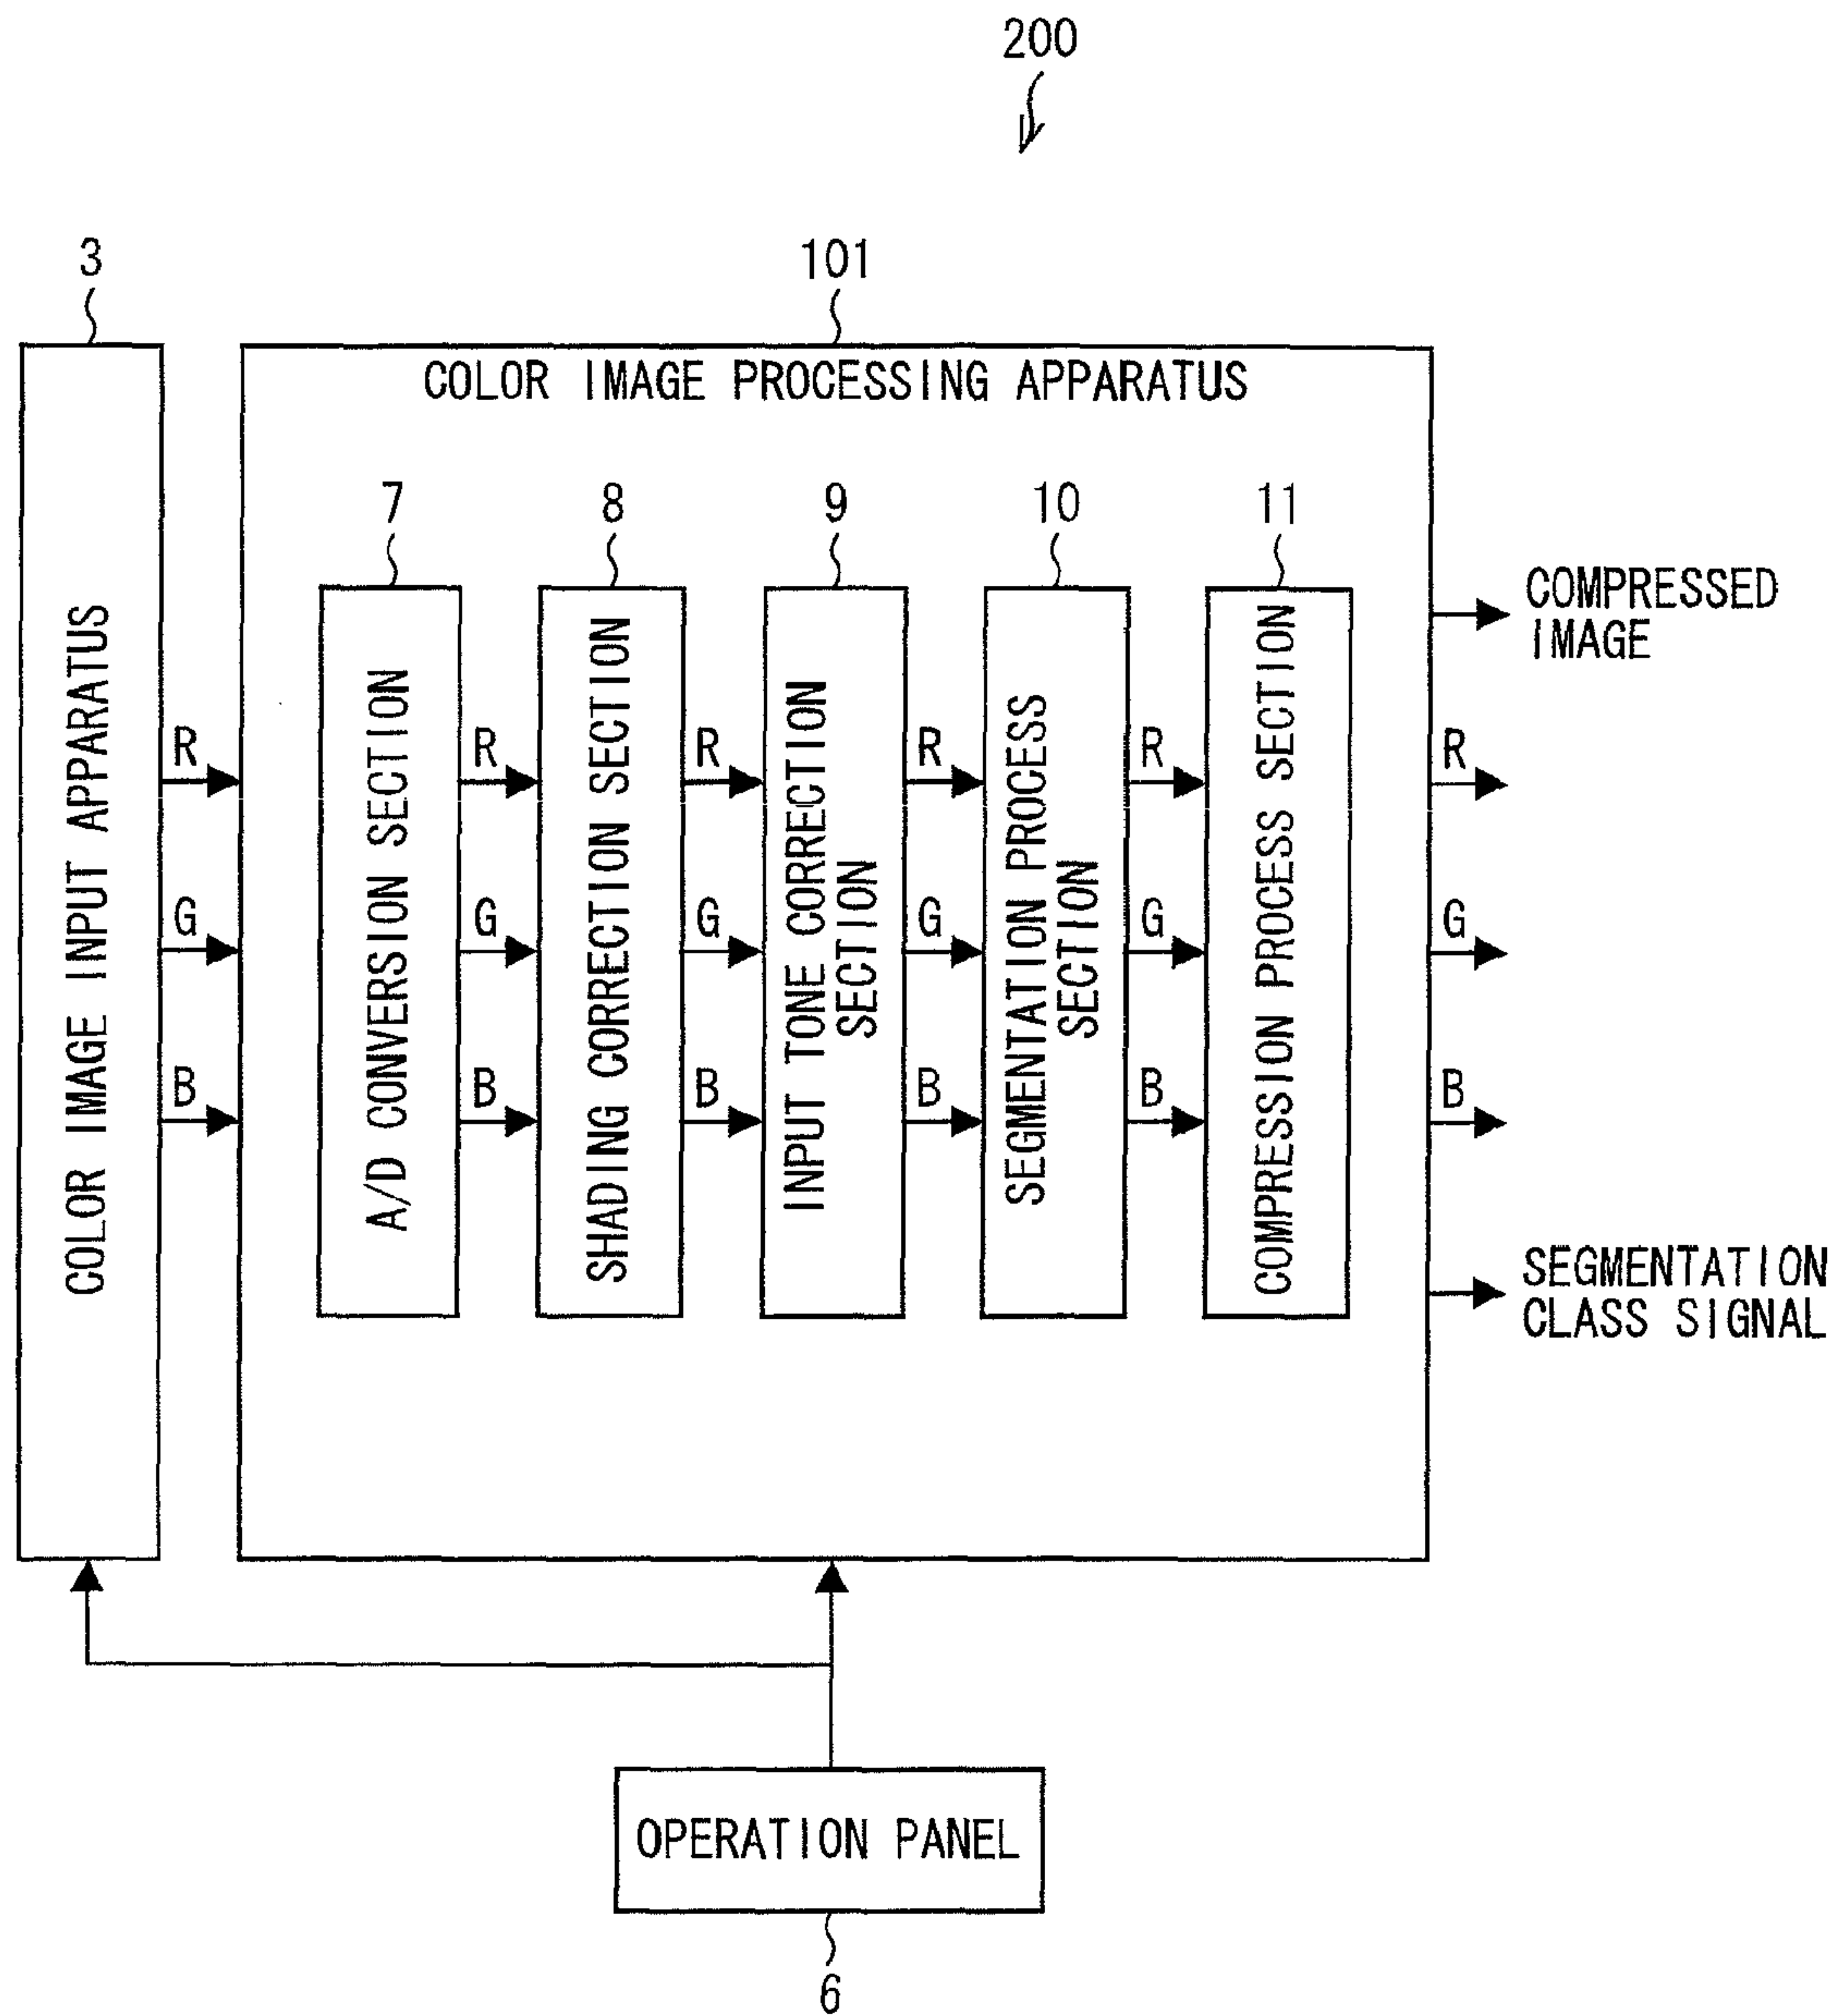 200
3
101
COLOR IMAGE INPUT APPARATUS
COLOR IMAGE PROCESSING APPARATUS
7
8
9
10
11
A/D CONVERSION SECTION
SHADING CORRECTION SECTION
INPUT TONE CORRECTION
SECTION
SEGMENTATION PROCESS
SECTION
COMPRESSION PROCESS SECTION
COMPRESSED
IMAGE
R
R
R
R
R
R
G
G
G
G
G
G
B
B
B
B
B
B
SEGMENTATION
CLASS SIGNAL
OPERATION PANEL
6